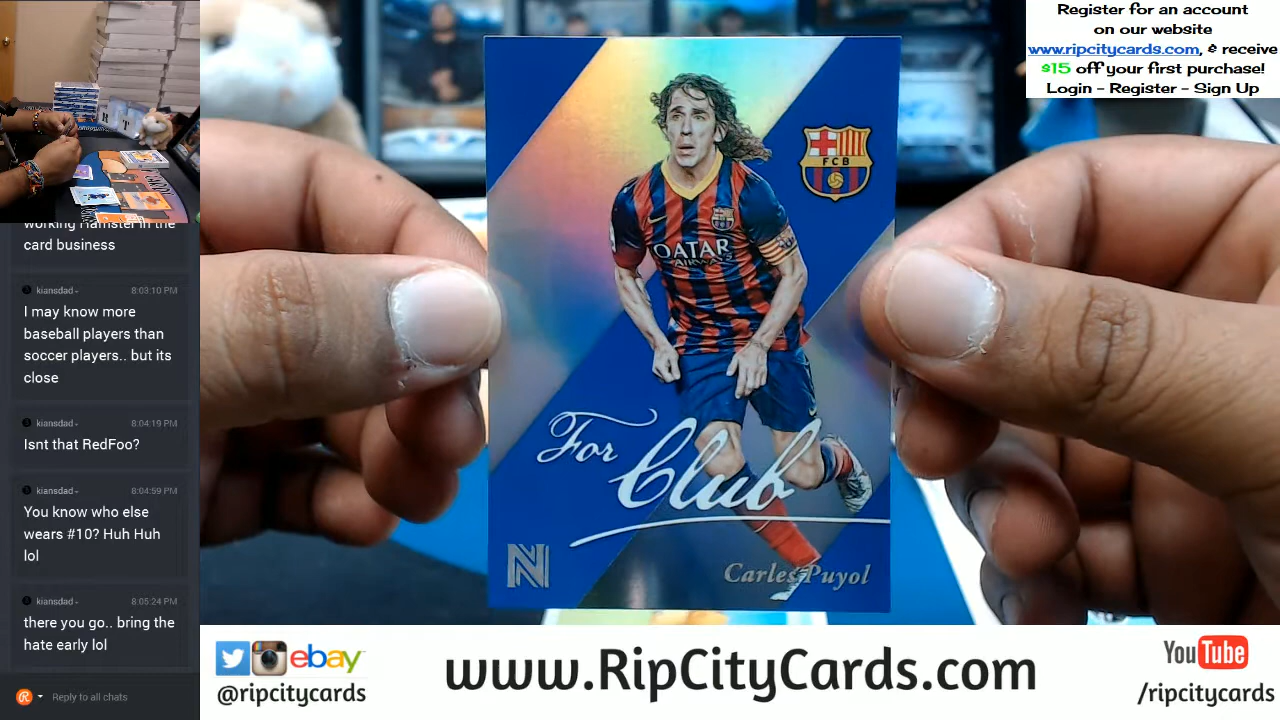 Register for an account
on our website
www.ripcitycards.com, & receive
$15 off your first purchase!
Login - Register - Sign Up
working Hamster in the
card business
kiansdad
8:03:10 PM
I may know more
baseball players than
soccer players.. but its
close
kiansdad
8:04:19 PM
Isnt that RedFoo?
kiansdad
8:04:59 PM
You know who else
wears #10? Huh Huh
lol
kiansdad
8:05:24 PM
there you go.. bring the
hate early lol
Reply to all chats
FCB
QATAR
AIRWAYS
For Club
N
Carles Puyol
ebay
@ripcitycards
www.RipCityCards.com
YouTube
/ripcitycards